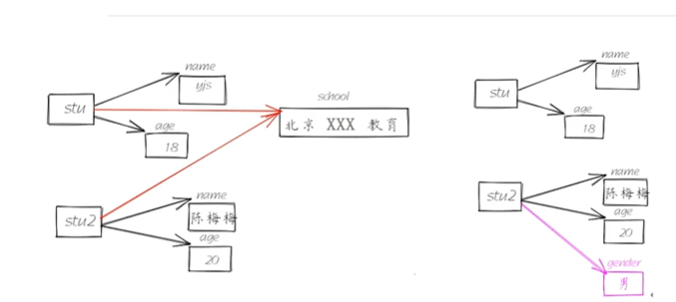 name
yjs
stu
age
18
school
北京 XXX 教育
name
陈梅梅
stu2
age
20
name
yjs
stu
age
18
name
陈梅梅
stu2
age
20
gender
男